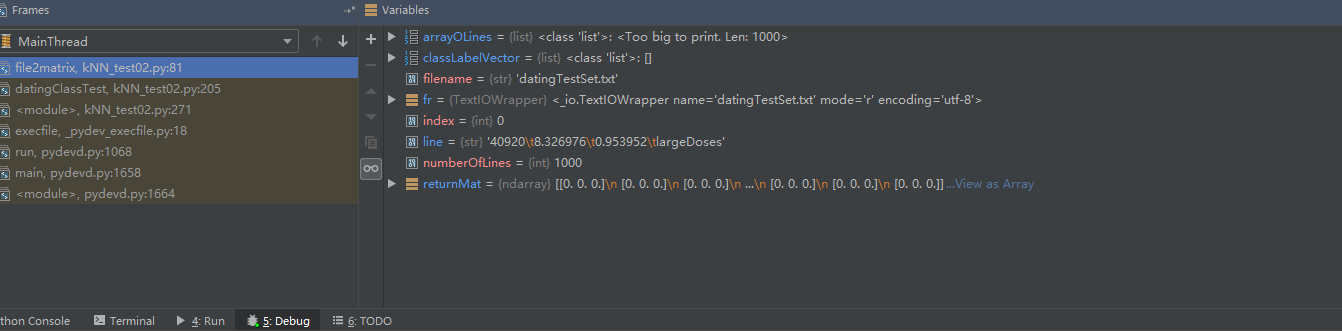 Frames
Variables
MainThread
file2matrix, kNN_test02.py:81
datingClassTest, kNN_test02.py:205
<module>, kNN_test02.py:271
execfile, _pydev_execfile.py:18
run, pydevd.py:1068
main, pydevd.py:1658
<module>, pydevd.py:1664
arrayOLines = {list} <class 'list'>: <Too big to print. Len: 1000>
classLabelVector = {list} <class 'list'>: []
filename = {str} 'datingTestSet.txt'
fr = {TextIOWrapper} <_io.TextIOWrapper name='datingTestSet.txt' mode='r' encoding='utf-8'>
index = {int} 0
line = {str} '40920\t8.326976\t0.953952\tlargeDoses'
numberOfLines = {int} 1000
returnMat = {ndarray} [[0. 0. 0.]\n [0. 0. 0.]\n [0. 0. 0.]\n ...\n [0. 0. 0.]\n [0. 0. 0.]\n [0. 0. 0.]] ...View as Array
thon Console
Terminal
4: Run
5: Debug
6: TODO